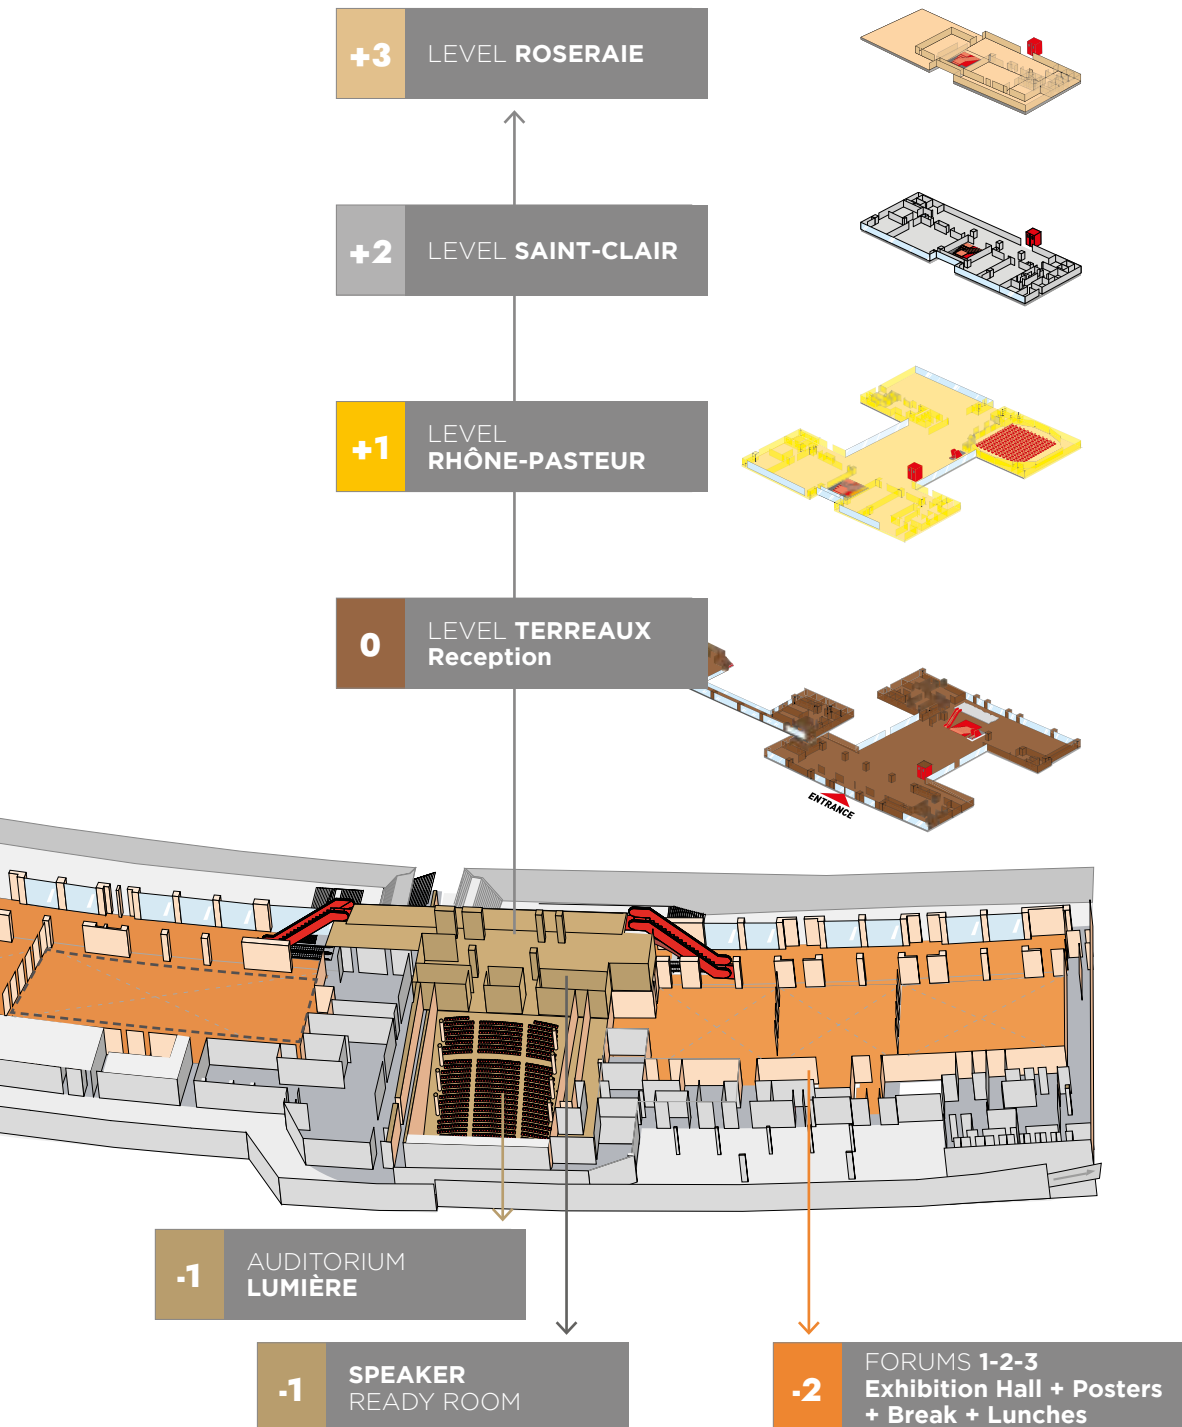 +3
LEVEL ROSERAIE
+2
LEVEL SAINT-CLAIR
+1
LEVEL
RHÔNE-PASTEUR
0
LEVEL TERREAUX
Reception
ENTRANCE
-1
AUDITORIUM
LUMIÈRE
-1
SPEAKER
READY ROOM
-2
FORUMS 1-2-3
Exhibition Hall + Posters
+ Break + Lunches